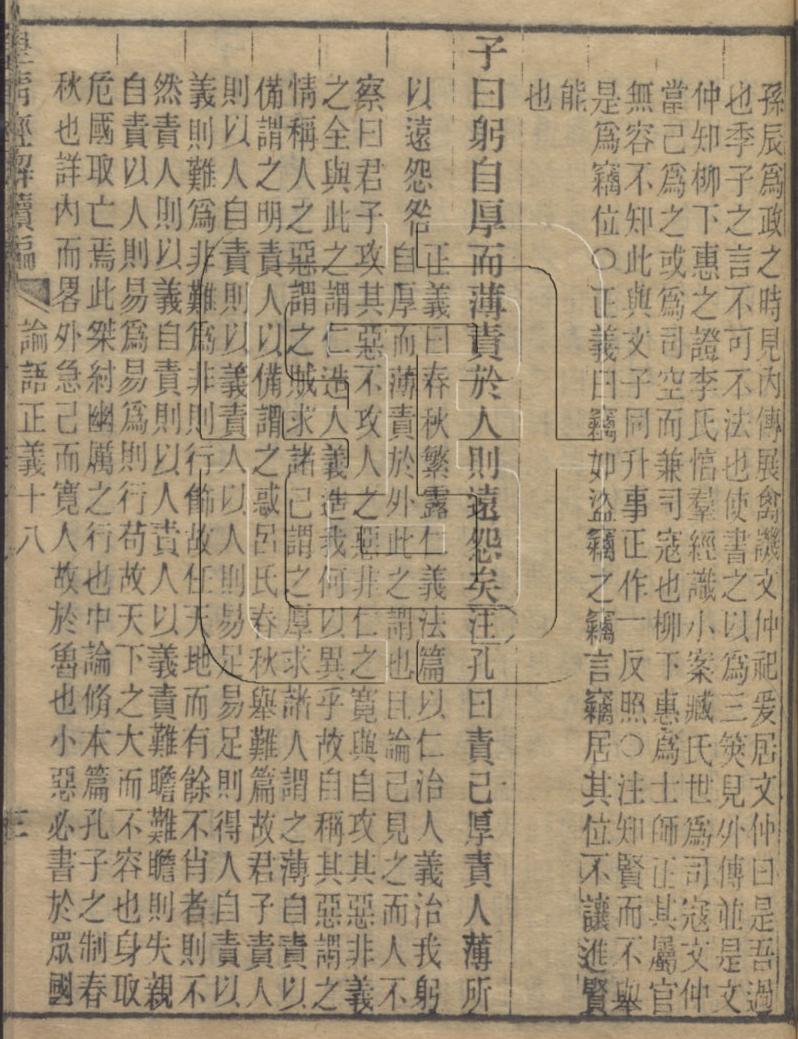 孫辰爲政之時見內傳展禽譏文仲祀爰居文仲曰是吾過
也季子之言不可不法也使書之以爲三筴見外傳並是文
仲知柳下惠之證李氏惇羣經識小案臧氏世爲司寇文仲
當己爲之或爲司空而兼司寇也柳下惠爲士師正其屬官
無容不知此與文子同升事正作一反照○注知賢而不舉
是爲竊位○正義曰竊如盜竊之竊言竊居其位不讓進賢
能
也
子曰躬自厚而薄責於人則遠怨矣注孔曰責己厚責人薄所
以遠怨咎正義曰春秋繁露仁義法篇以仁治人義治我躬
自厚而薄責於外此之謂也且論己見之而人不
察曰君子攻其惡不攻人之惡非仁之寬與自攻其惡非義
之全與此之謂仁造人義造我何以異乎故自稱其惡謂之
情稱人之惡謂之賊求諸己謂之厚求諸人謂之薄自責以
備謂之明責人以備謂之惑呂氏春秋舉難篇故君子責人
則以人自責則以義責人以人則易足易足則得人自責以
義則難爲非難爲非則行飾故任天地而有餘不肖者則不
然責人則以義自責則以人責人以義責難瞻難瞻則失親
自責以人則易爲易爲則行苟故天下之大而不容也身取
危國取亡焉此桀紂幽厲之行也中論脩本篇孔子之制春
秋也詳內而畧外急己而寬人故於魯也小惡必書於眾國
皇清經解續編
論語正義十八
三